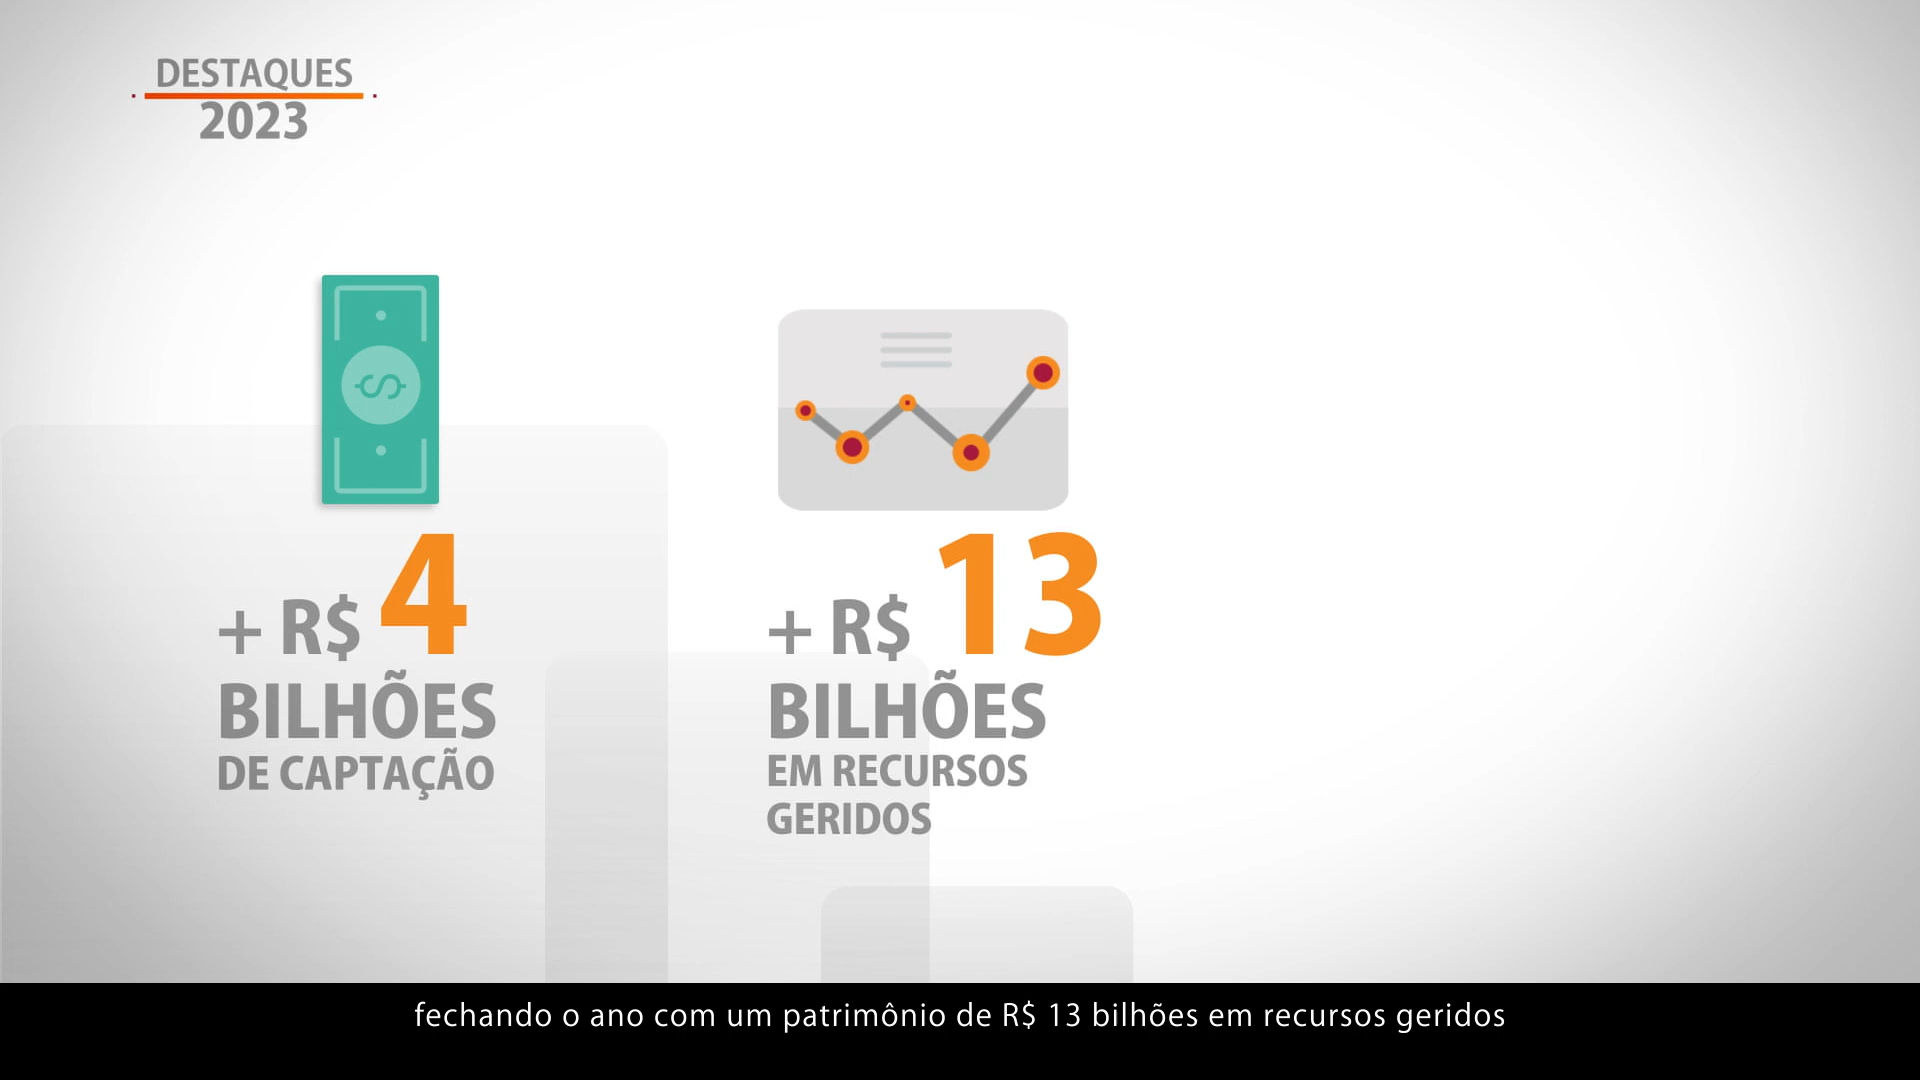 DESTAQUES
2023
$
+ R$ 4
BILHÕES
DE CAPTAÇÃO
+ R$ 13
BILHÕES
EM RECURSOS
GERIDOS
fechando o ano com um patrimônio de R$ 13 bilhões em recursos geridos